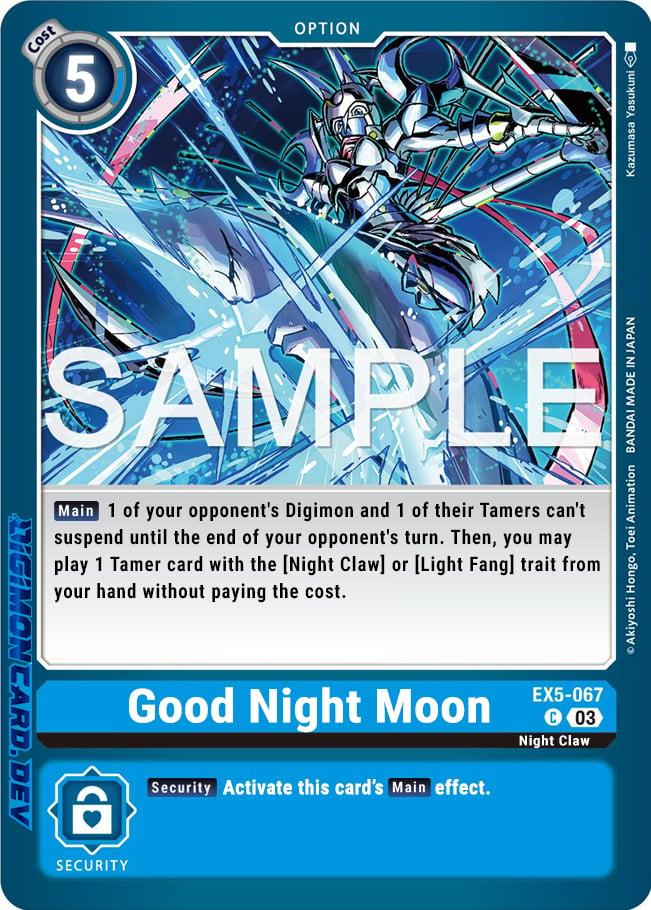 OPTION
Cost
5
Kazumasa Yasukuni
SAMPLE
Main 1 of your opponent's Digimon and 1 of their Tamers can't
suspend until the end of your opponent's turn. Then, you may
play 1 Tamer card with the [Night Claw] or [Light Fang] trait from
your hand without paying the cost.
© Akiyoshi Hongo, Toei Animation BANDAI MADE IN JAPAN
DIGIMONCARD.DEV
Good Night Moon
EX5-067
C 03
Night Claw
Security Activate this card's Main effect.
SECURITY